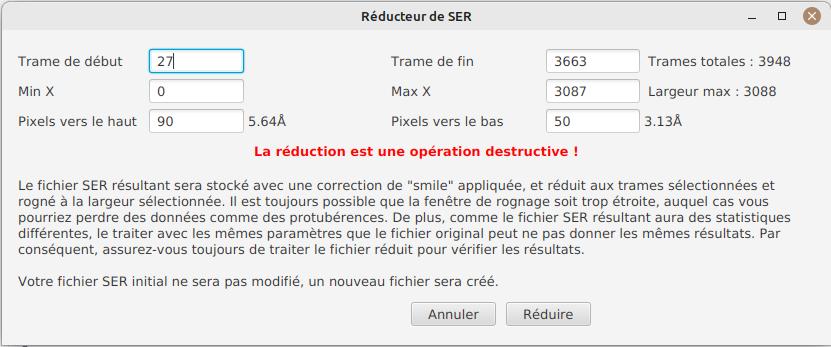 Réducteur de SER
Trame de début 27 Trame de fin 3663 Trames totales : 3948
Min X 0 Max X 3087 Largeur max : 3088
Pixels vers le haut 90 5.64Å Pixels vers le bas 50 3.13Å
La réduction est une opération destructive !
Le fichier SER résultant sera stocké avec une correction de "smile" appliquée, et réduit aux trames sélectionnées et
rogné à la largeur sélectionnée. Il est toujours possible que la fenêtre de rognage soit trop étroite, auquel cas vous
pourriez perdre des données comme des protubérences. De plus, comme le fichier SER résultant aura des statistiques
différentes, le traiter avec les mêmes paramètres que le fichier original peut ne pas donner les mêmes résultats. Par
conséquent, assurez-vous toujours de traiter le fichier réduit pour vérifier les résultats.
Votre fichier SER initial ne sera pas modifié, un nouveau fichier sera créé.
Annuler Réduire